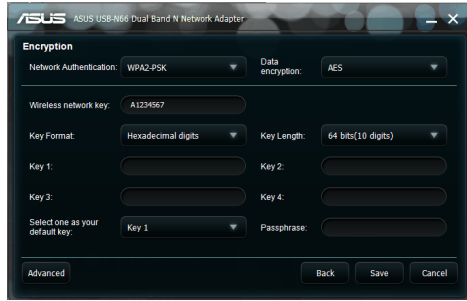 ASUS ASUS USB-N66 Dual Band N Network Adapter
Encryption
Network Authentication: WPA2-PSK Data encryption: AES
Wireless network key: A1234567
Key Format: Hexadecimal digits Key Length: 64 bits(10 digits)
Key 1: Key 2:
Key 3: Key 4:
Select one as your default key: Key 1 Passphrase:
Advanced Back Save Cancel